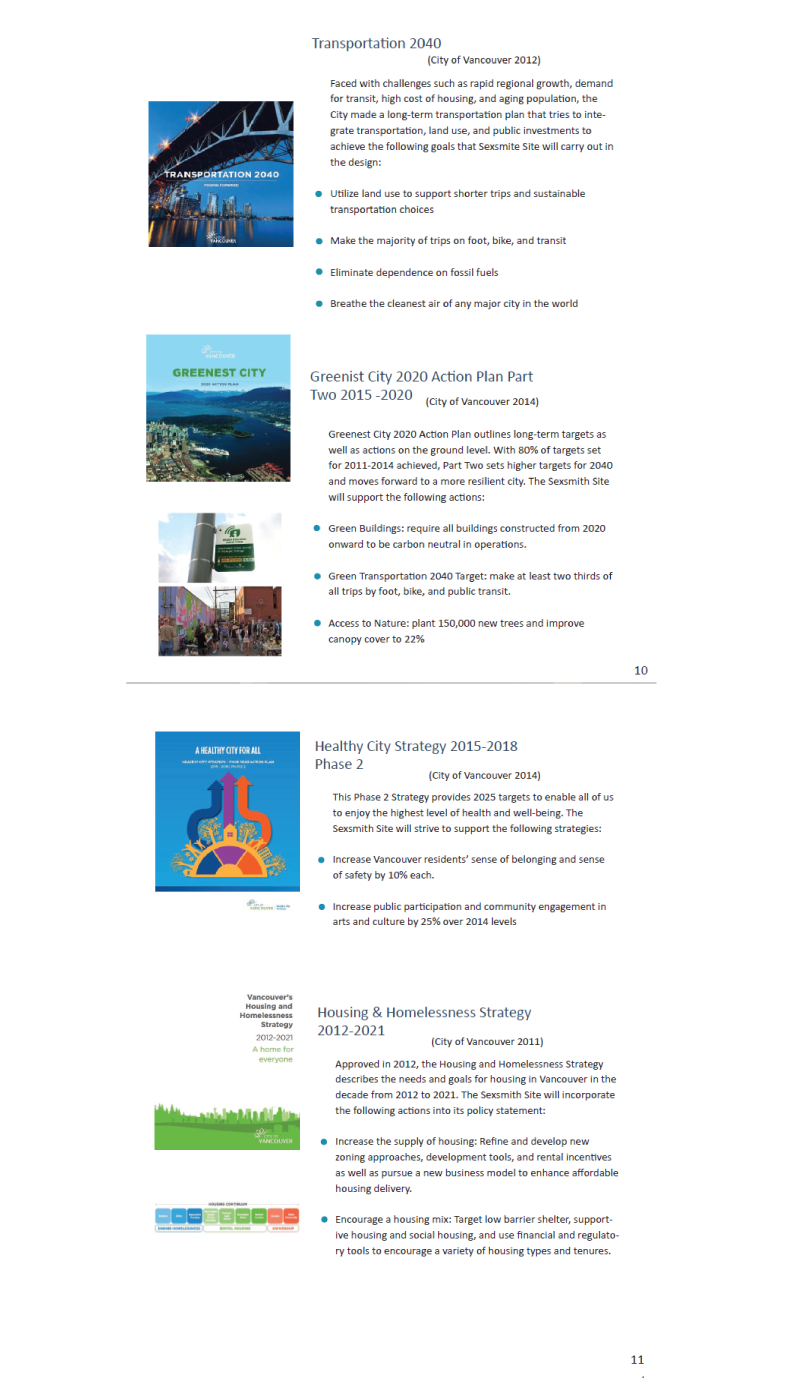 Transportation 2040
(City of Vancouver 2012)
Faced with challenges such as rapid regional growth, demand
for transit, high cost of housing, and aging population, the
City made a long-term transportation plan that tries to inte-
grate transportation, land use, and public investments to
achieve the following goals that Sexsmite Site will carry out in
the design:
TRANSPORTATION 2040
VANCOUVER
Utilize land use to support shorter trips and sustainable
transportation choices
Make the majority of trips on foot, bike, and transit
Eliminate dependence on fossil fuels
Breathe the cleanest air of any major city in the world
VANCOUVER
GREENEST CITY
2020 ACTION PLAN
Greenist City 2020 Action Plan Part
Two 2015 -2020
(City of Vancouver 2014)
Greenest City 2020 Action Plan outlines long-term targets as
well as actions on the ground level. With 80% of targets set
for 2011-2014 achieved, Part Two sets higher targets for 2040
and moves forward to a more resilient city. The Sexsmith Site
will support the following actions:
Green Buildings: require all buildings constructed from 2020
onward to be carbon neutral in operations.
Green Transportation 2040 Target: make at least two thirds of
all trips by foot, bike, and public transit.
Access to Nature: plant 150,000 new trees and improve
canopy cover to 22%
10
A HEALTHY CITY FOR ALL
Healthy City Strategy 2015-2018
Phase 2
(City of Vancouver 2014)
This Phase 2 Strategy provides 2025 targets to enable all of us
to enjoy the highest level of health and well-being. The
Sexsmith Site will strive to support the following strategies:
Increase Vancouver residents' sense of belonging and sense
of safety by 10% each.
Increase public participation and community engagement in
arts and culture by 25% over 2014 levels
Vancouver's
Housing and
Homelessness
Strategy
2012-2021
A home for
everyone
VANCOUVER
Housing & Homelessness Strategy
2012-2021
(City of Vancouver 2011)
Approved in 2012, the Housing and Homelessness Strategy
describes the needs and goals for housing in Vancouver in the
decade from 2012 to 2021. The Sexsmith Site will incorporate
the following actions into its policy statement:
Increase the supply of housing: Refine and develop new
zoning approaches, development tools, and rental incentives
as well as pursue a new business model to enhance affordable
housing delivery.
HOUSING CONTINUUM
Encourage a housing mix: Target low barrier shelter, support-
ive housing and social housing, and use financial and regulato-
ry tools to encourage a variety of housing types and tenures.
11